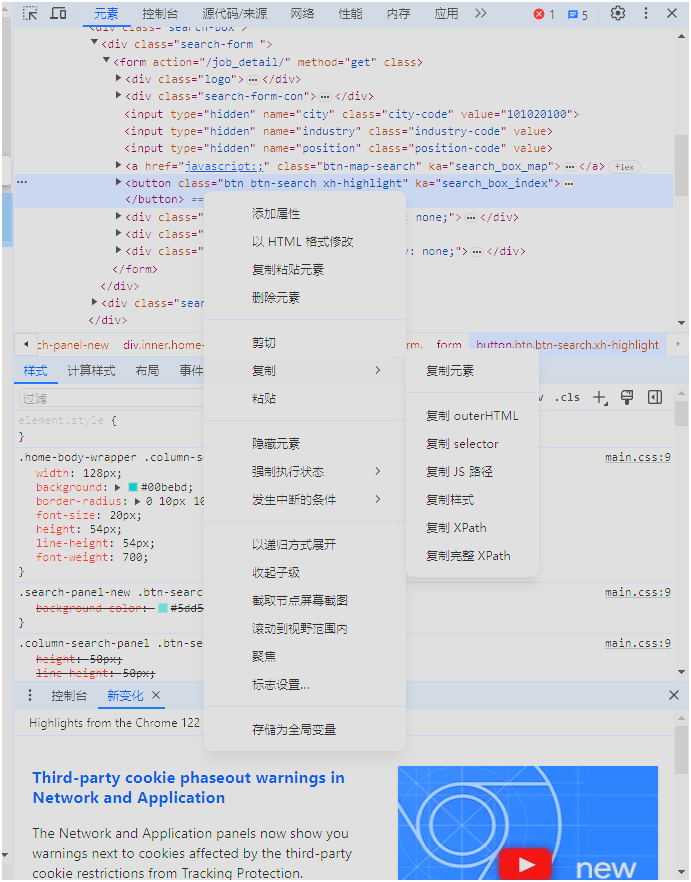 元素 控制台 源代码/来源 网络 性能 内存 应用 >> 1 5
<div class="search-box">
<div class="search-form ">
<form action="/job_detail/" method="get" class>
<div class="logo"> … </div>
<div class="search-form-con"> … </div>
<input type="hidden" name="city" class="city-code" value="101020100">
<input type="hidden" name="industry" class="industry-code" value>
<input type="hidden" name="position" class="position-code" value>
<a href="javascript:;" class="btn-map-search" ka="search_box_map"> … </a> flex
… <button class="btn btn-search xh-highlight" ka="search_box_index"> …
</button> ==
<div class= : none;"> … </div>
<div class=
<div class= y: none;"> … </div>
</form>
</div>
<div class="sear
</div>
ch-panel-new div.inner.home- rm. form button.btn.btn-search.xh-highlight
样式 计算样式 布局 事件
过滤 .cls
element.style {
}
.home-body-wrapper .column-s main.css:9
width: 128px;
background: #00bebd;
border-radius: 0 10px 10
font-size: 20px;
height: 54px;
line-height: 54px;
font-weight: 700;
}
.search-panel-new .btn-searc main.css:9
background-color: #5dd5
}
.column-search-panel .btn-se main.css:9
height: 50px;
line-height: 50px;
添加属性
以 HTML 格式修改
复制粘贴元素
删除元素
剪切
复制
粘贴
隐藏元素
强制执行状态
发生中断的条件
以递归方式展开
收起子级
截取节点屏幕截图
滚动到视野范围内
聚焦
标志设置...
存储为全局变量
复制元素
复制 outerHTML
复制 selector
复制 JS 路径
复制样式
复制 XPath
复制完整 XPath
控制台 新变化
Highlights from the Chrome 122
Third-party cookie phaseout warnings in
Network and Application
The Network and Application panels now show you
warnings next to cookies affected by the third-party
cookie restrictions from Tracking Protection.
new